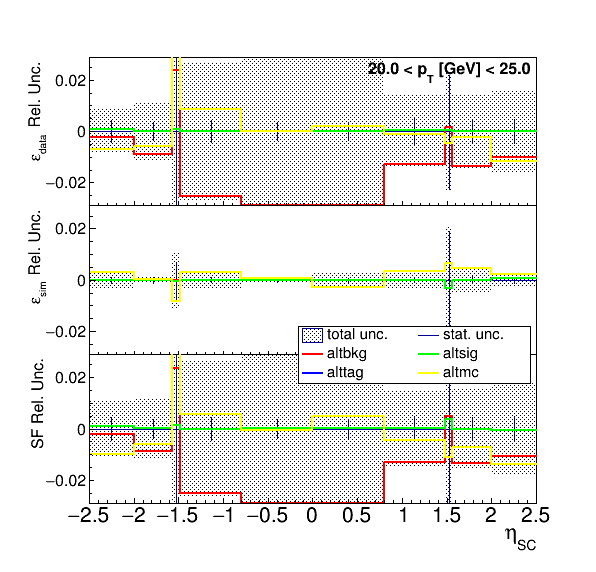 20.0 < p_T [GeV] < 25.0
ε_data Rel. Unc.
0.02
0
−0.02
ε_sim Rel. Unc.
0.02
0
−0.02
total unc. stat. unc.
altbkg altsig
alttag altmc
SF Rel. Unc.
0.02
0
−0.02
−2.5 −2 −1.5 −1 −0.5 0 0.5 1 1.5 2 2.5
η_SC